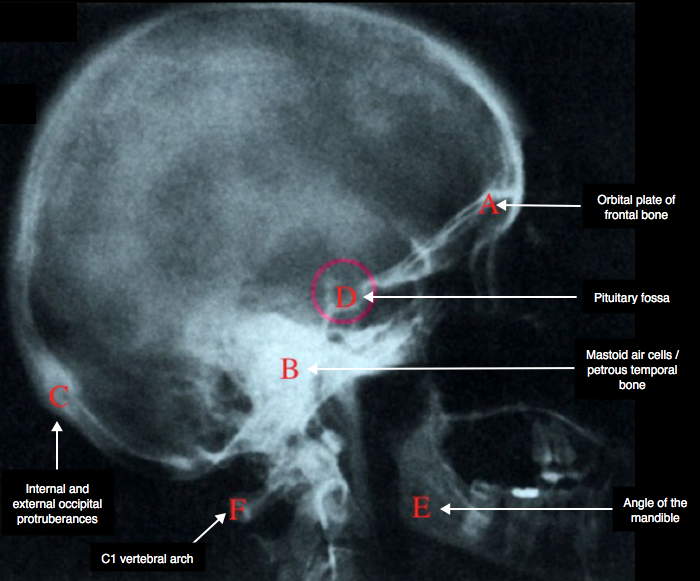 A
Orbital plate of
frontal bone
D
Pituitary fossa
B
Mastoid air cells /
petrous temporal
bone
C
Internal and
external occipital
protruberances
F
C1 vertebral arch
E
Angle of the
mandible